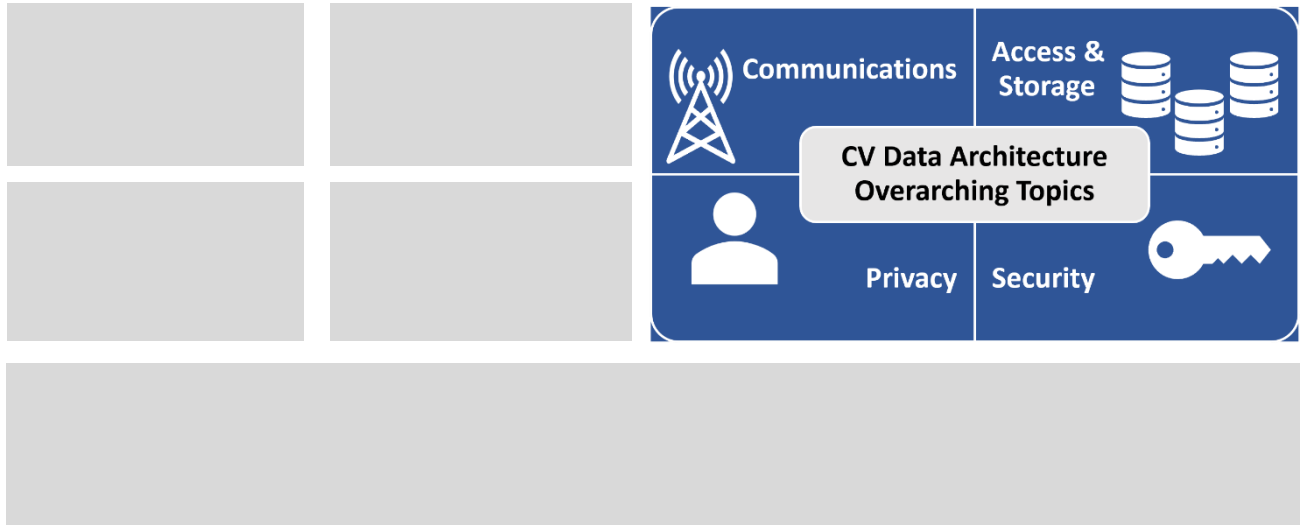 Communications
Access &
Storage
CV Data Architecture
Overarching Topics
Privacy
Security